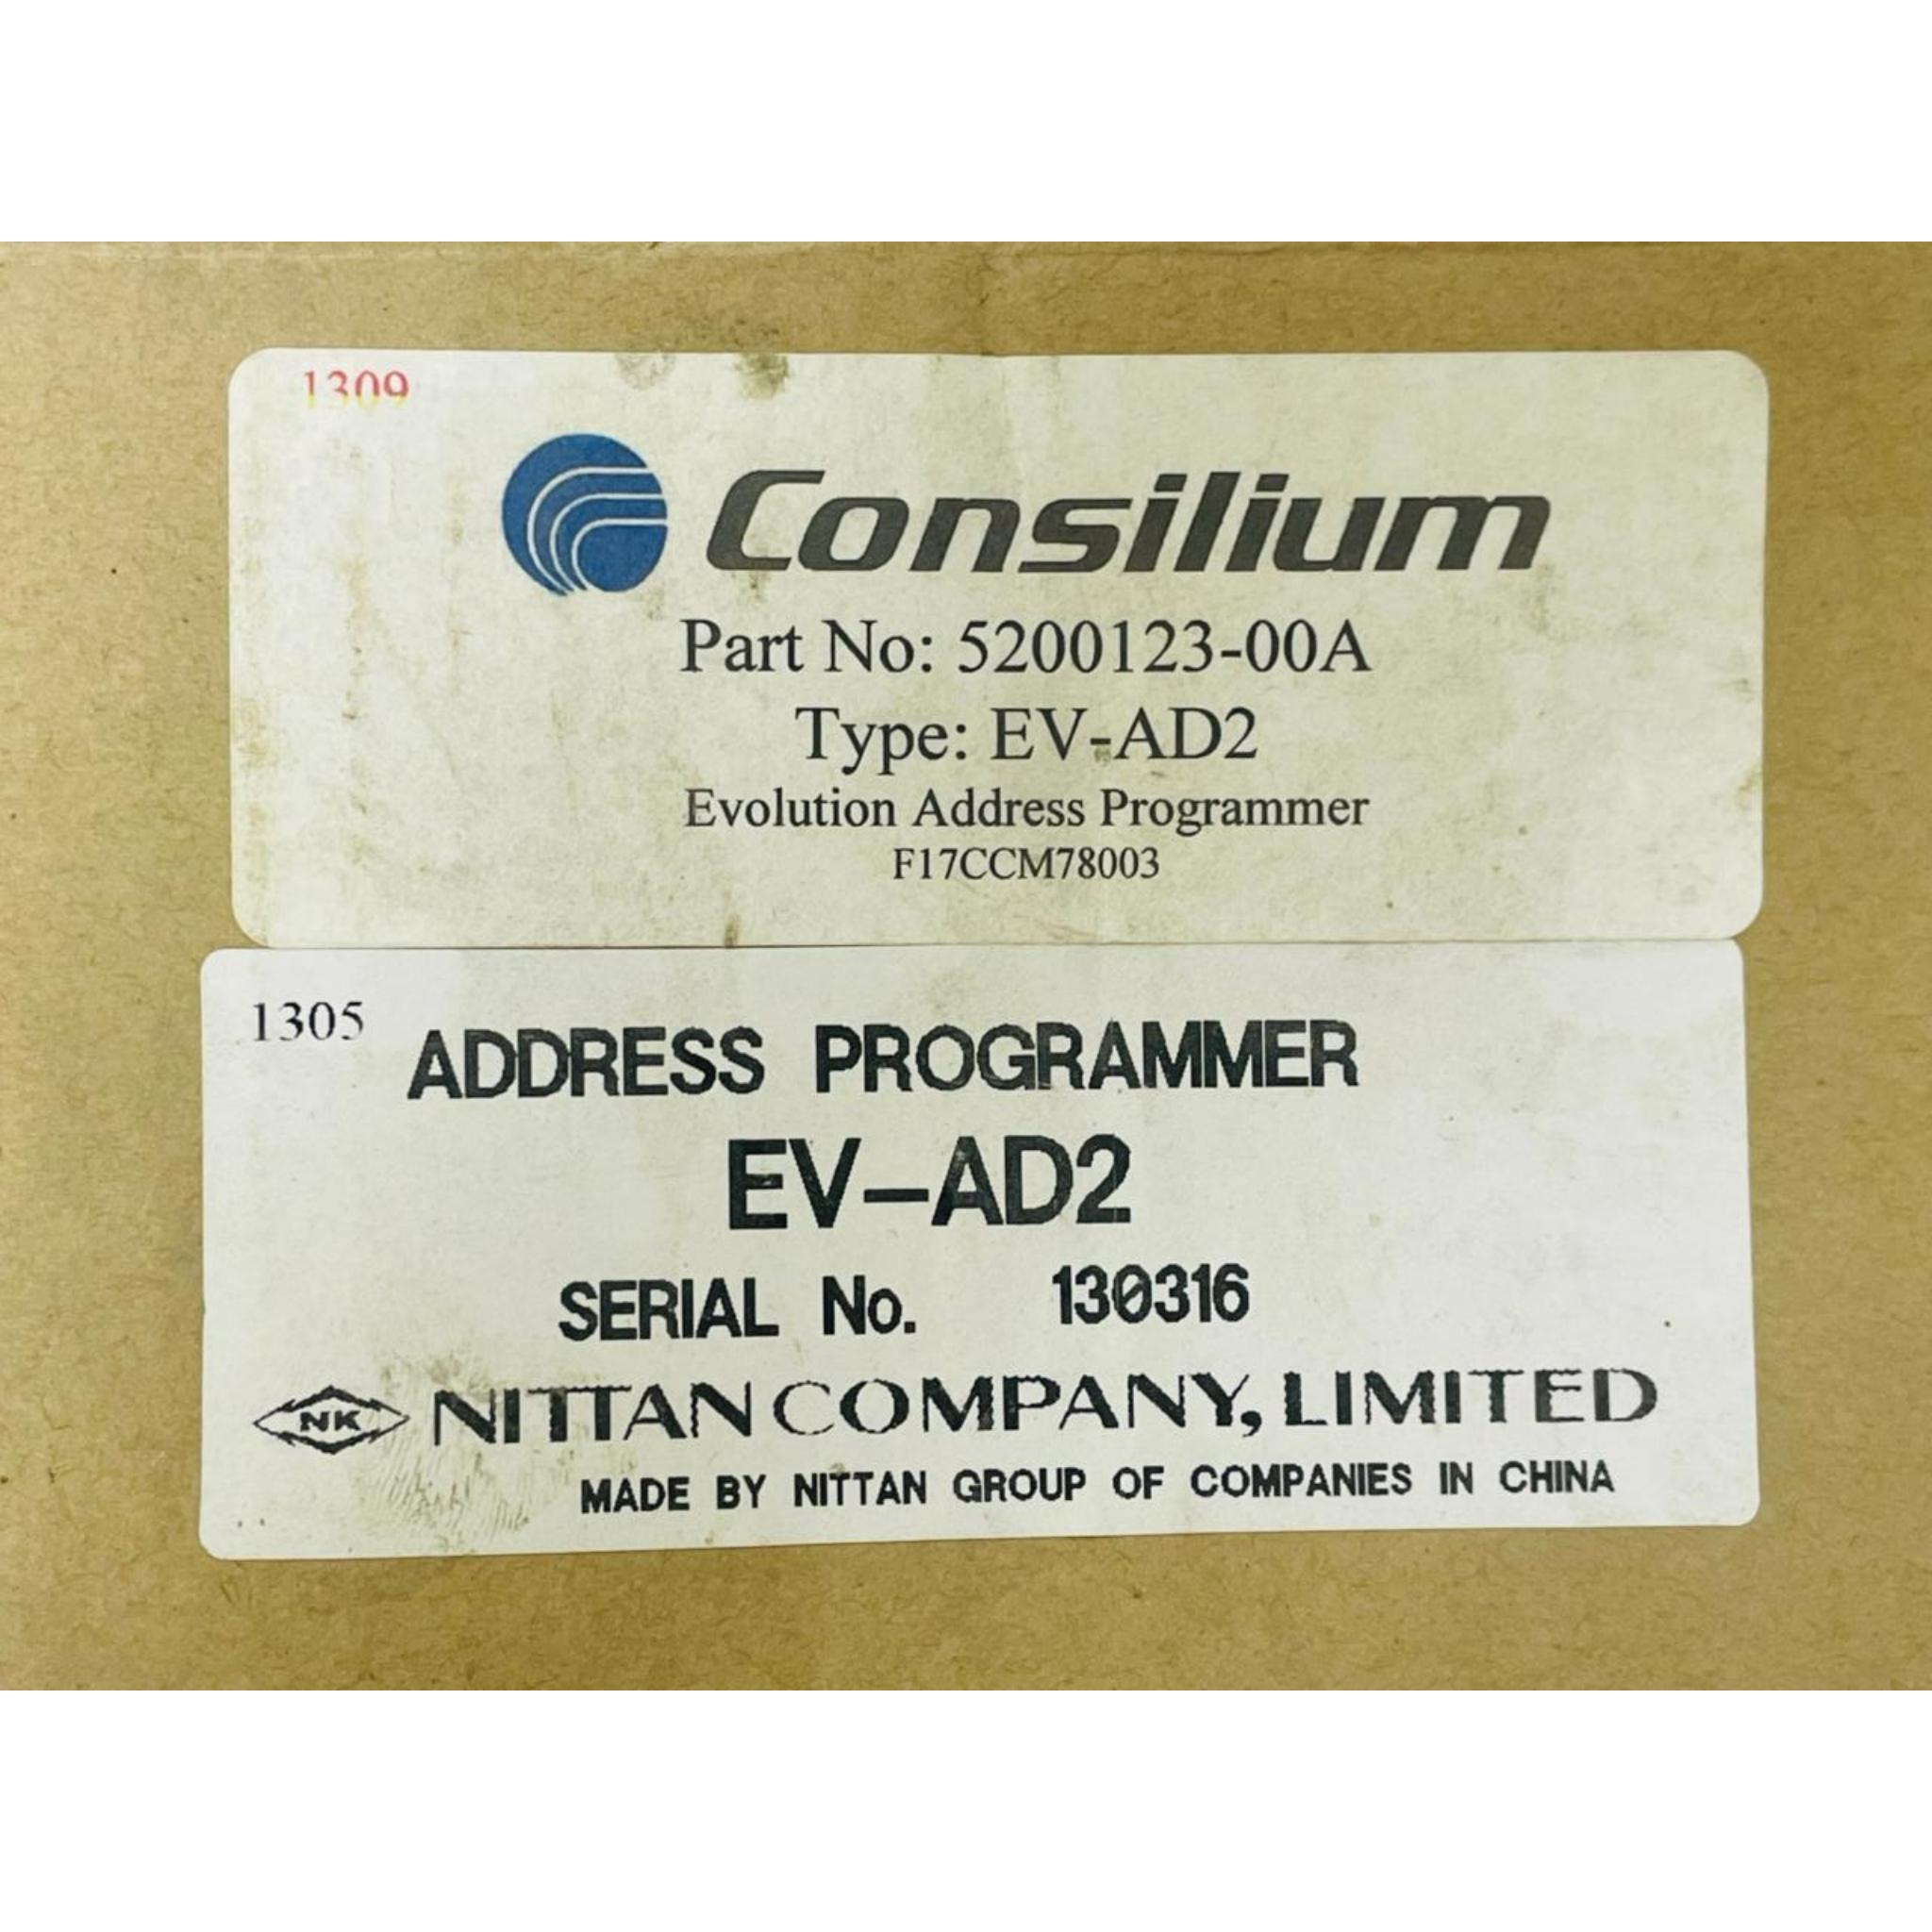 1309
Consilium
Part No: 5200123-00A
Type: EV-AD2
Evolution Address Programmer
F17CCM78003
1305
ADDRESS PROGRAMMER
EV-AD2
SERIAL No. 130316
NK NITTAN COMPANY, LIMITED
MADE BY NITTAN GROUP OF COMPANIES IN CHINA